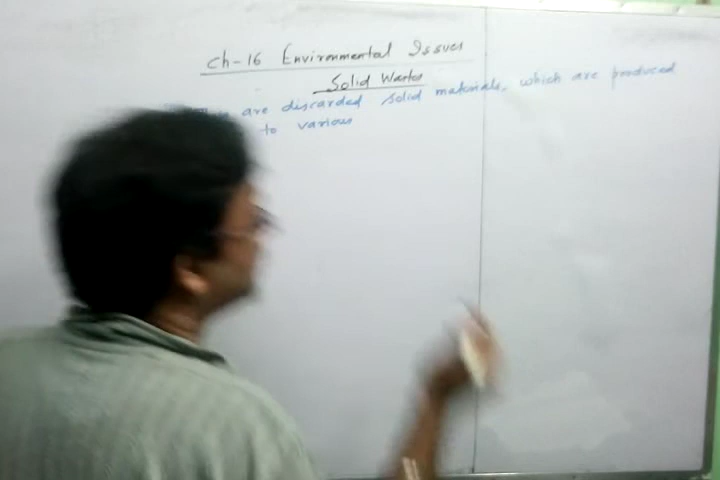 Ch-16 Environmental Issues
Solid Wastes
are discarded solid materials, which are produced
to various